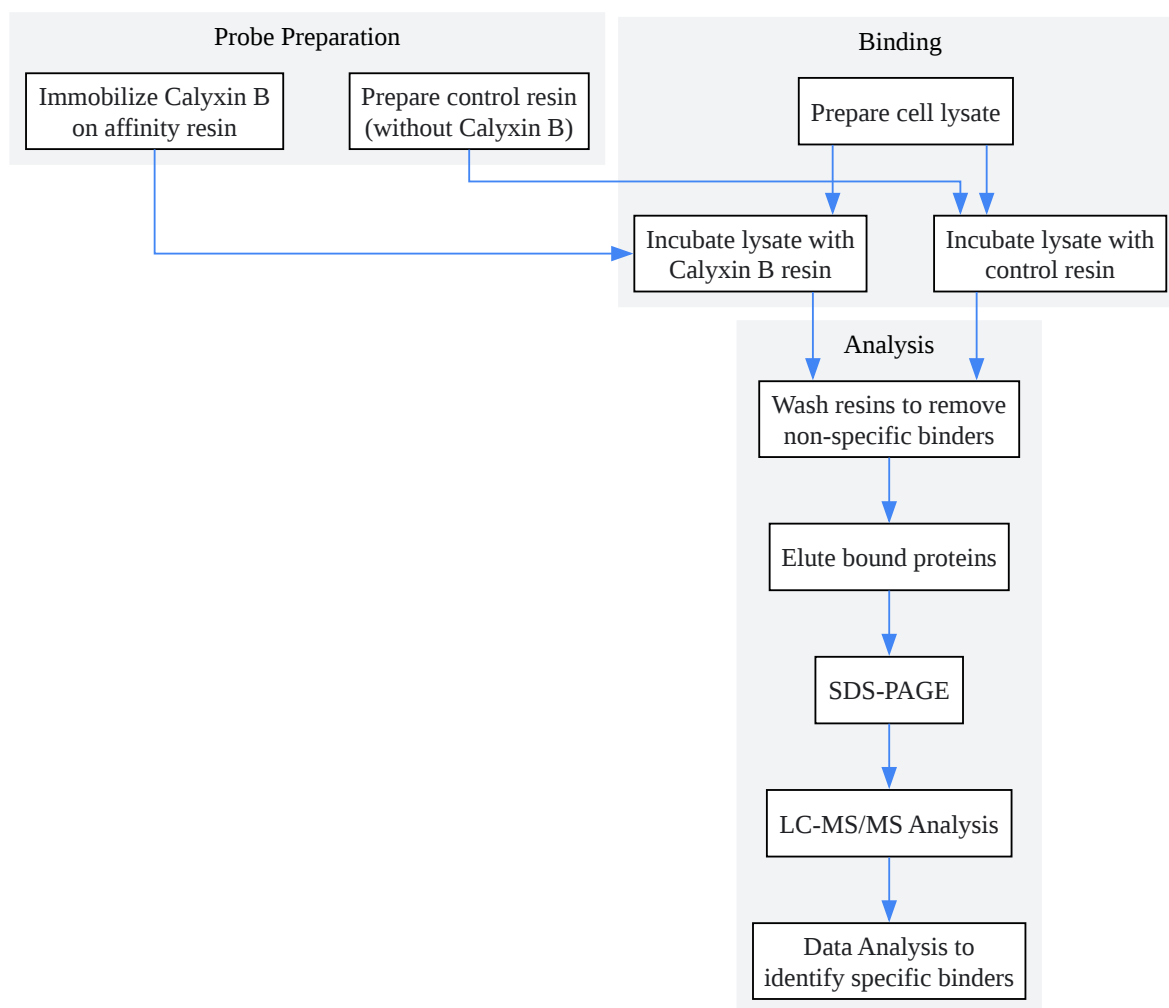 Probe Preparation
Immobilize Calyxin B
on affinity resin
Prepare control resin
(without Calyxin B)
Binding
Prepare cell lysate
Incubate lysate with
Calyxin B resin
Incubate lysate with
control resin
Analysis
Wash resins to remove
non-specific binders
Elute bound proteins
SDS-PAGE
LC-MS/MS Analysis
Data Analysis to
identify specific binders